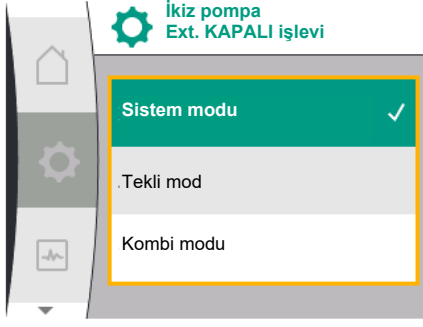 İkiz pompa
Ext. KAPALI işlevi
Sistem modu
Tekli mod
Kombi modu